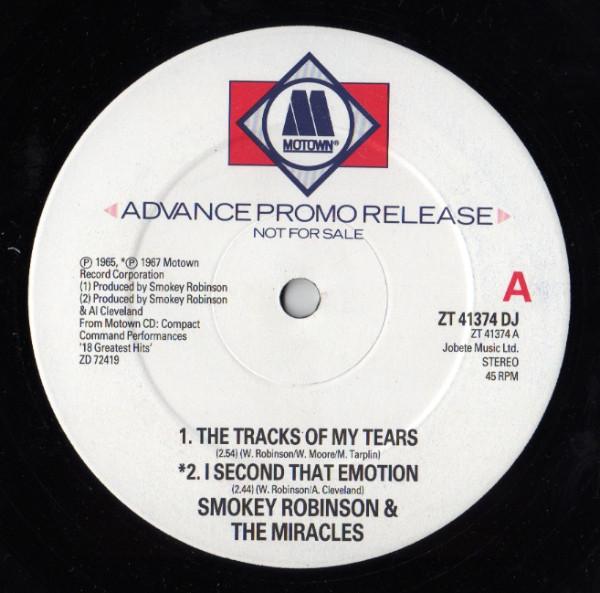 M
MOTOWN®
ADVANCE PROMO RELEASE
NOT FOR SALE
Ⓟ 1965, *Ⓟ 1967 Motown
Record Corporation
(1) Produced by Smokey Robinson
(2) Produced by Smokey Robinson
& Al Cleveland
From Motown CD: Compact
Command Performances
'18 Greatest Hits'
ZD 72419
A
ZT 41374 DJ
ZT 41374 A
Jobete Music Ltd.
STEREO
45 RPM
1. THE TRACKS OF MY TEARS
(2.54) (W. Robinson/W. Moore/M. Tarplin)
*2. I SECOND THAT EMOTION
(2.44) (W. Robinson/A. Cleveland)
SMOKEY ROBINSON &
THE MIRACLES